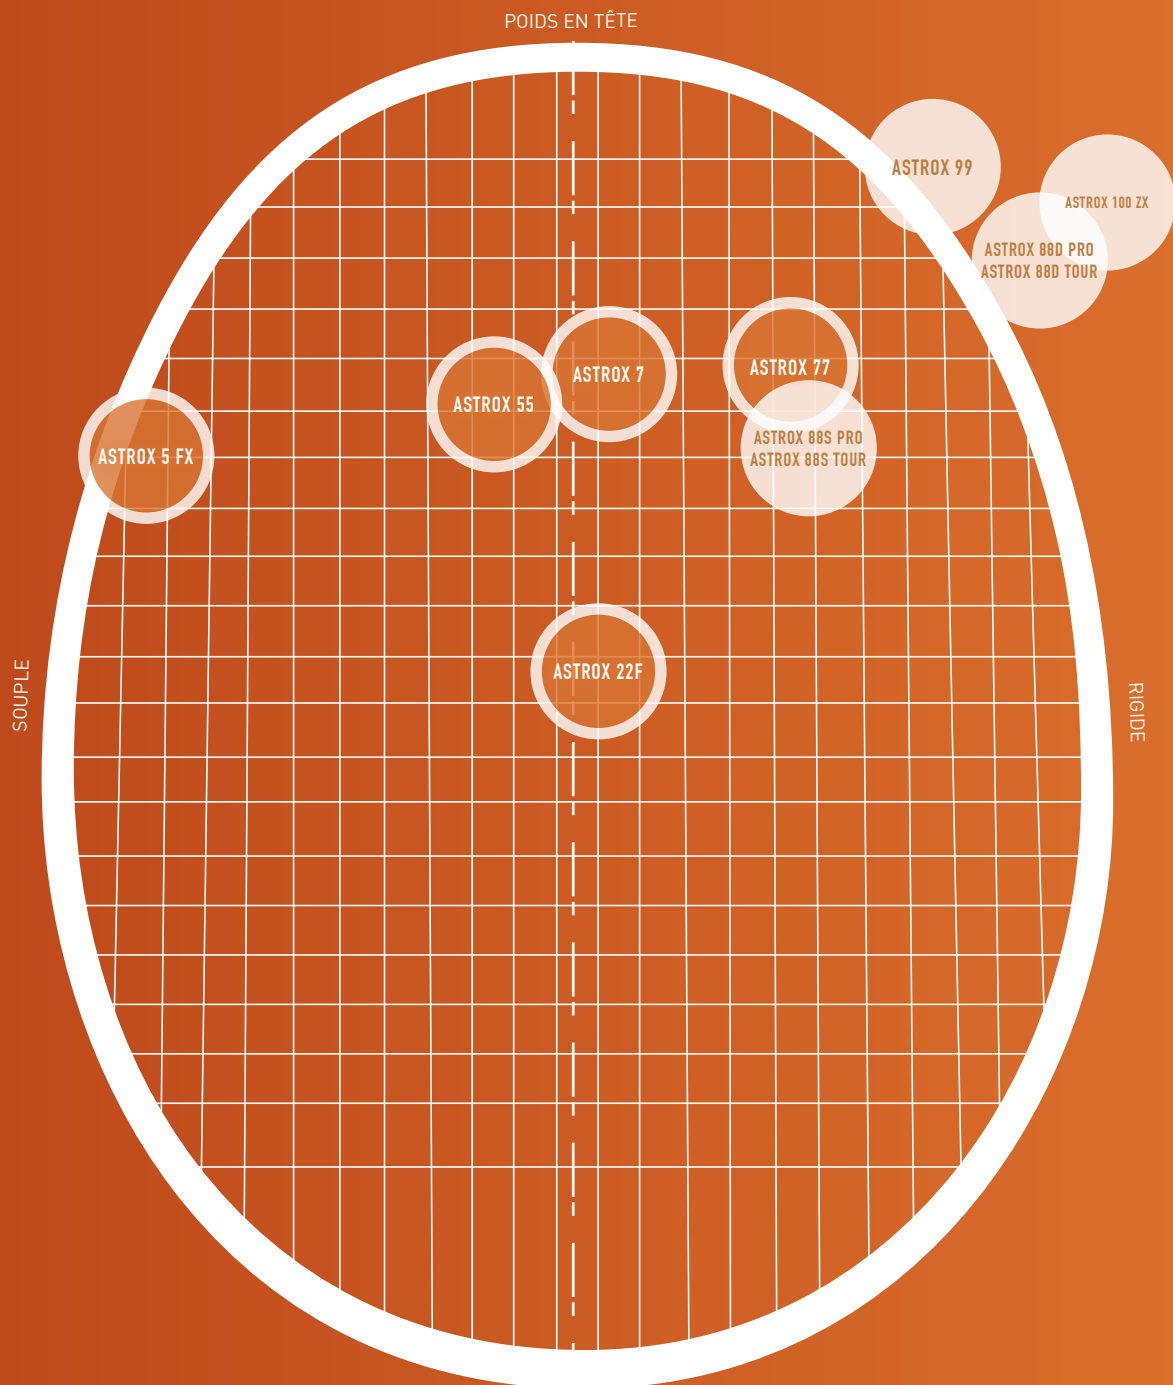 POIDS EN TÊTE
ASTROX 99
ASTROX 100 ZX
ASTROX 88D PRO
ASTROX 88D TOUR
ASTROX 77
ASTROX 7
ASTROX 55
ASTROX 88S PRO
ASTROX 88S TOUR
ASTROX 5 FX
ASTROX 22F
SOUPLE
RIGIDE